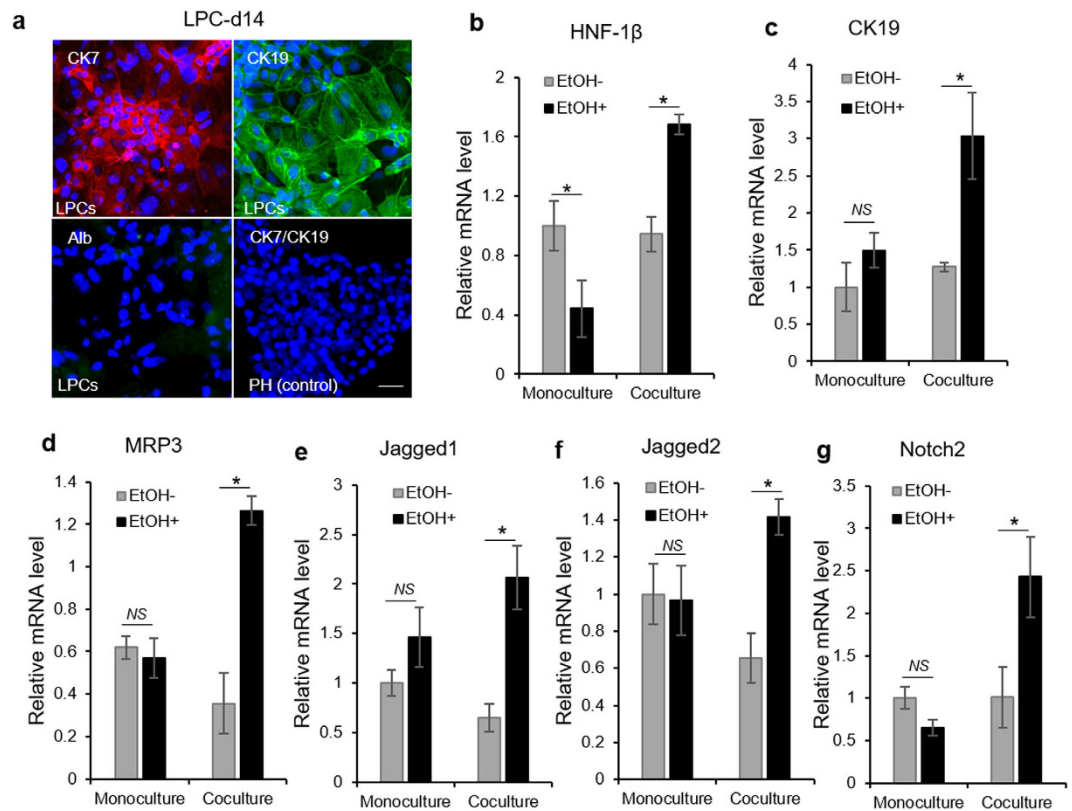 a
LPC-d14
CK7
CK19
LPCs
LPCs
Alb
CK7/CK19
LPCs
PH (control)
b
HNF-1β
EtOH-
EtOH+
Relative mRNA level
2
1.6
1.2
0.8
0.4
0
*
*
Monoculture
Coculture
c
CK19
EtOH-
EtOH+
Relative mRNA level
4
3.5
3
2.5
2
1.5
1
0.5
0
NS
*
Monoculture
Coculture
d
MRP3
EtOH-
EtOH+
Relative mRNA level
1.6
1.4
1.2
1
0.8
0.6
0.4
0.2
0
NS
*
Monoculture
Coculture
e
Jagged1
EtOH-
EtOH+
Relative mRNA level
3
2.5
2
1.5
1
0.5
0
NS
*
Monoculture
Coculture
f
Jagged2
EtOH-
EtOH+
Relative mRNA level
1.6
1.4
1.2
1
0.8
0.6
0.4
0.2
0
NS
*
Monoculture
Coculture
g
Notch2
EtOH-
EtOH+
Relative mRNA level
3.5
3
2.5
2
1.5
1
0.5
0
NS
*
Monoculture
Coculture